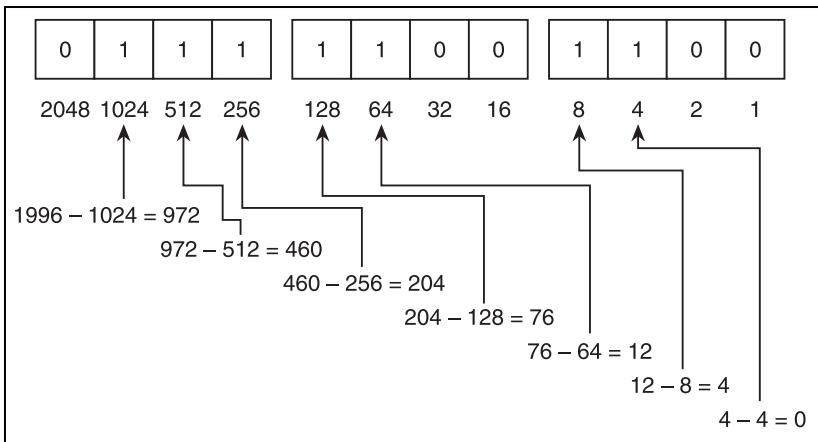 0 1 1 1 1 1 0 0 1 1 0 0
2048 1024 512 256 128 64 32 16 8 4 2 1
1996 – 1024 = 972
972 – 512 = 460
460 – 256 = 204
204 – 128 = 76
76 – 64 = 12
12 – 8 = 4
4 – 4 = 0